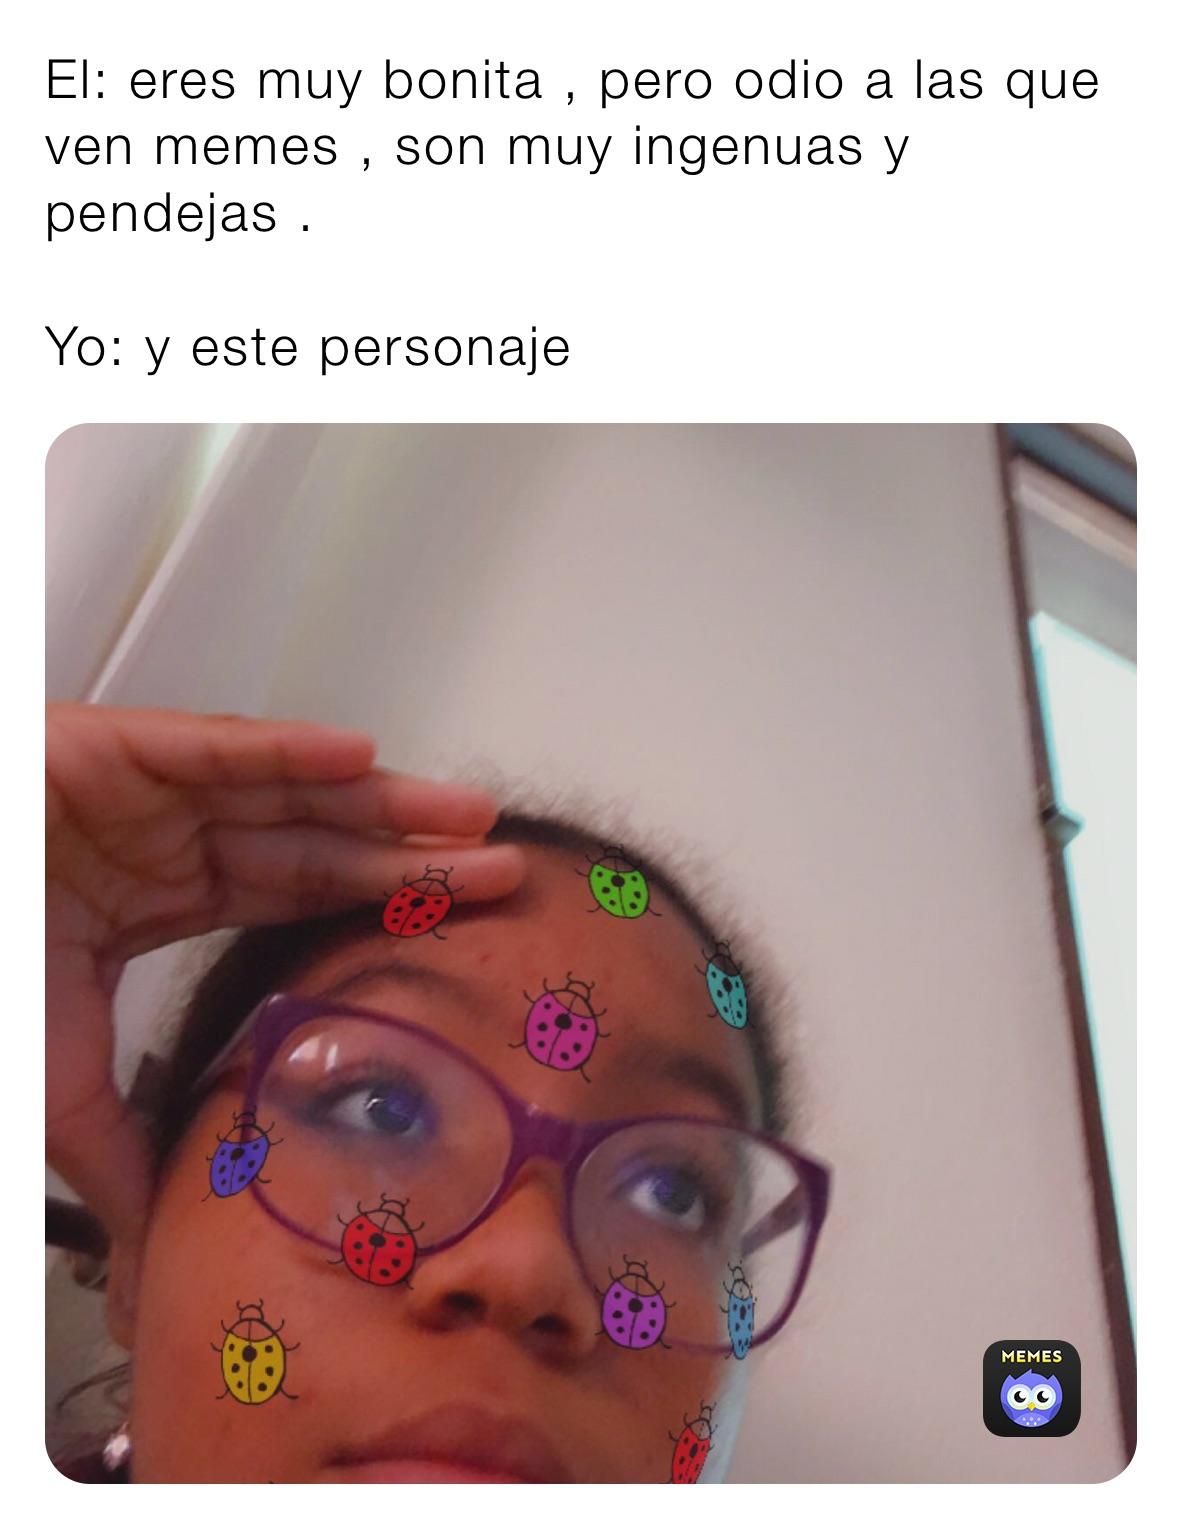 El: eres muy bonita , pero odio a las que
ven memes , son muy ingenuas y
pendejas .
Yo: y este personaje
MEMES